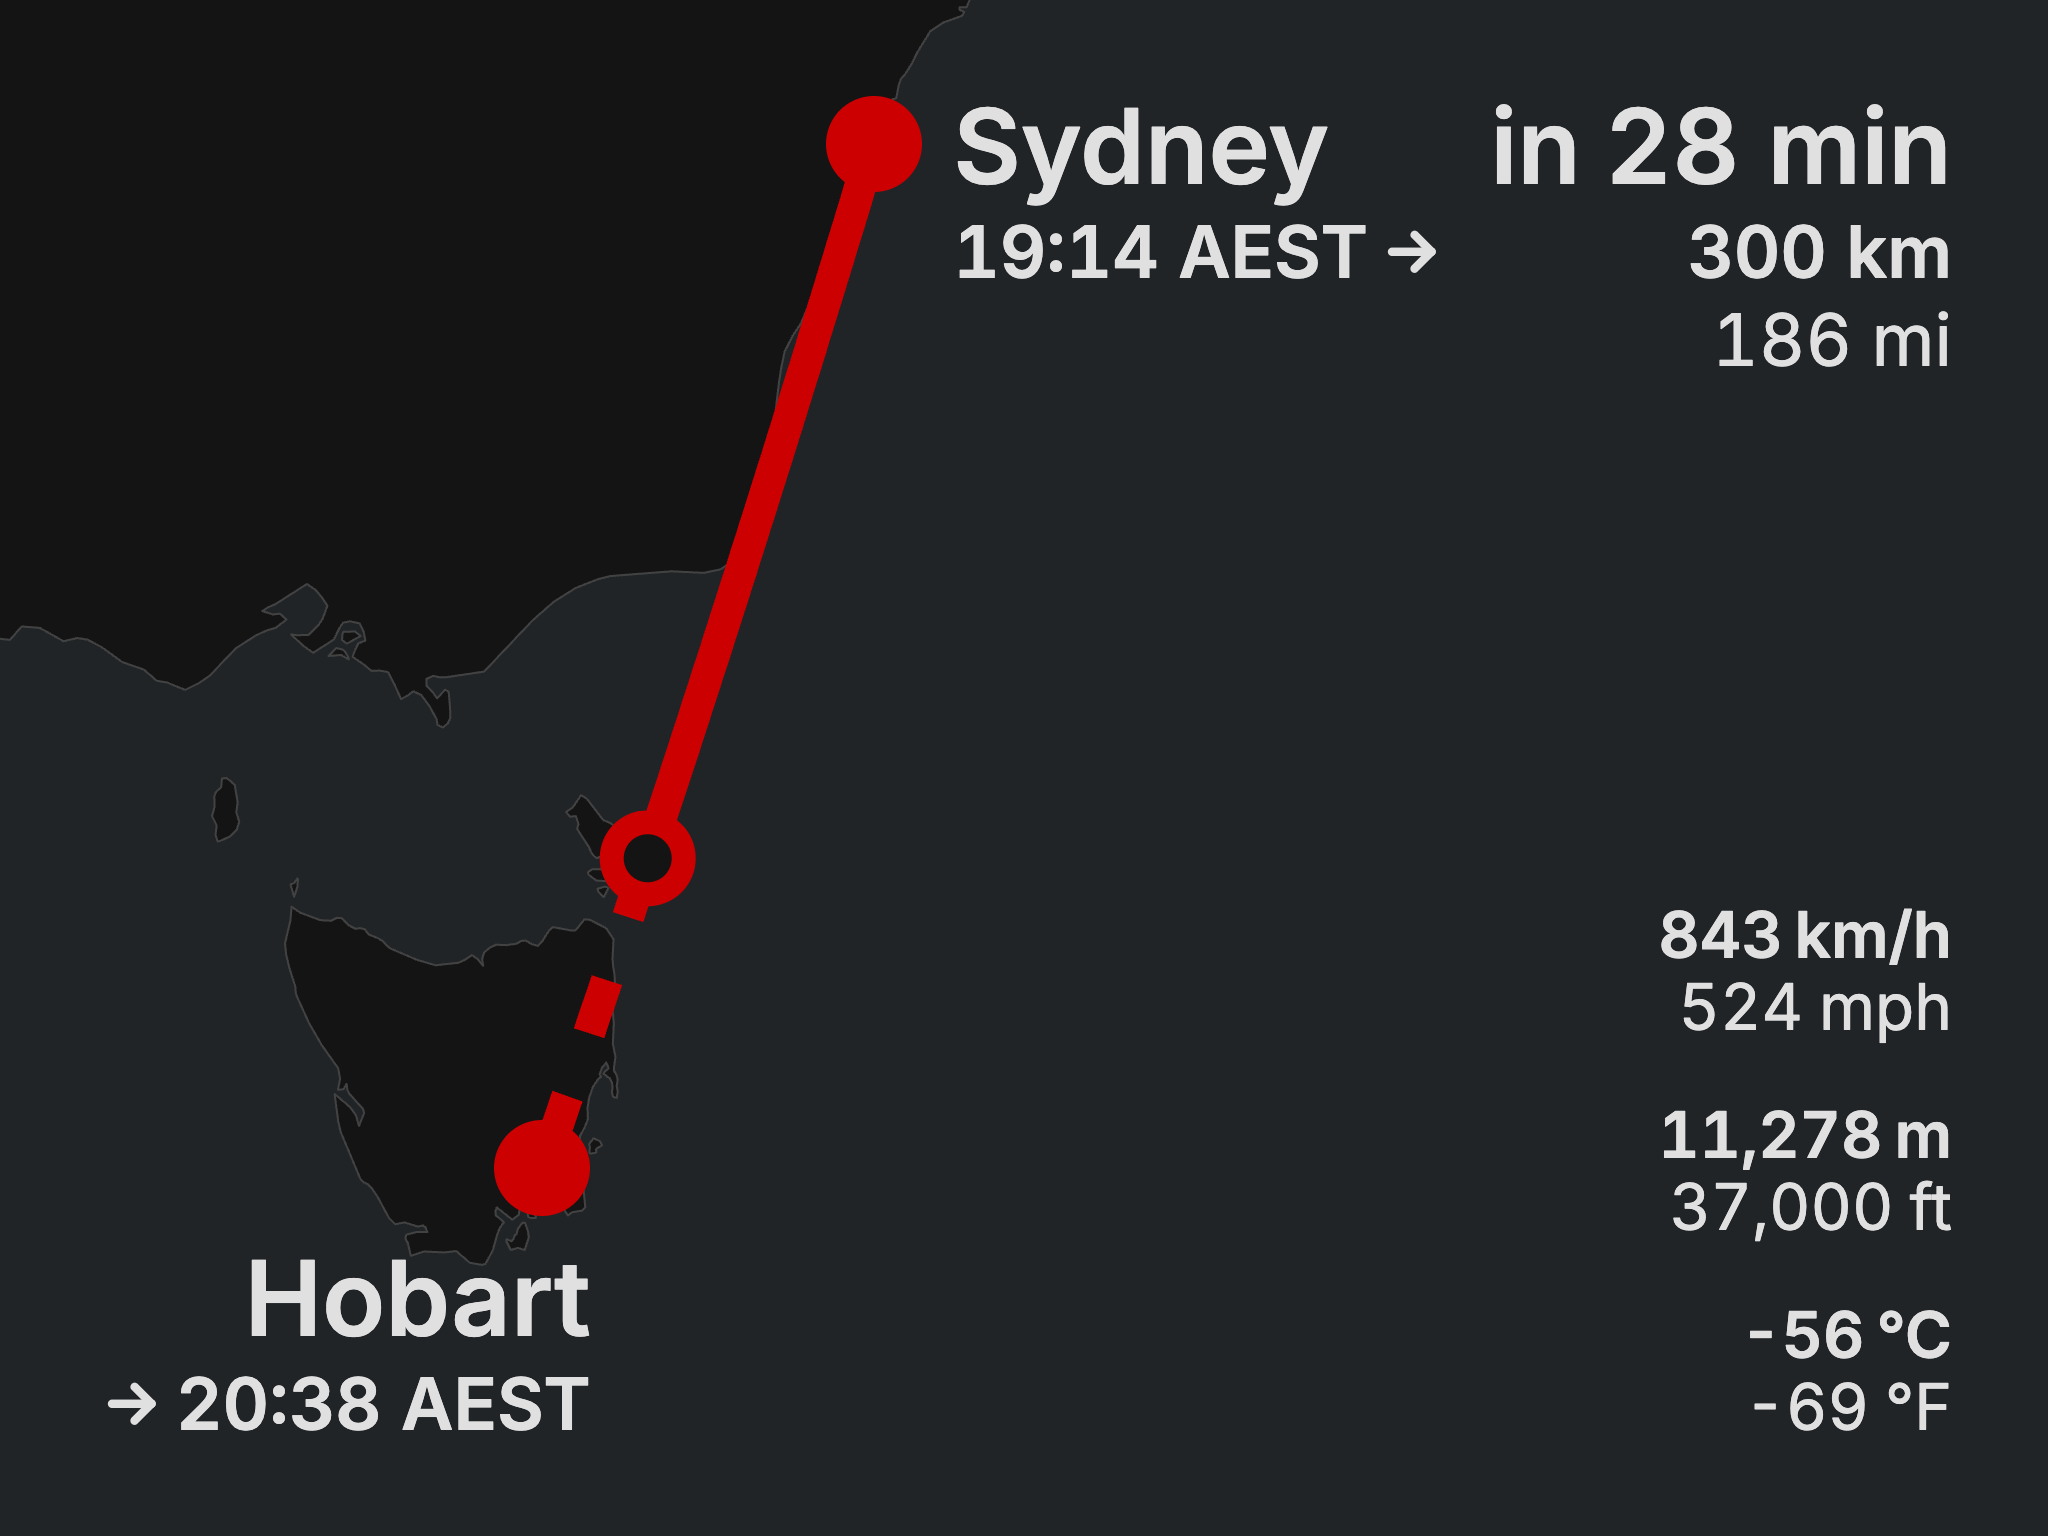 Sydney in 28 min
19:14 AEST → 300 km
186 mi
843 km/h
524 mph
11,278 m
37,000 ft
Hobart
→ 20:38 AEST
-56 °C
-69 °F